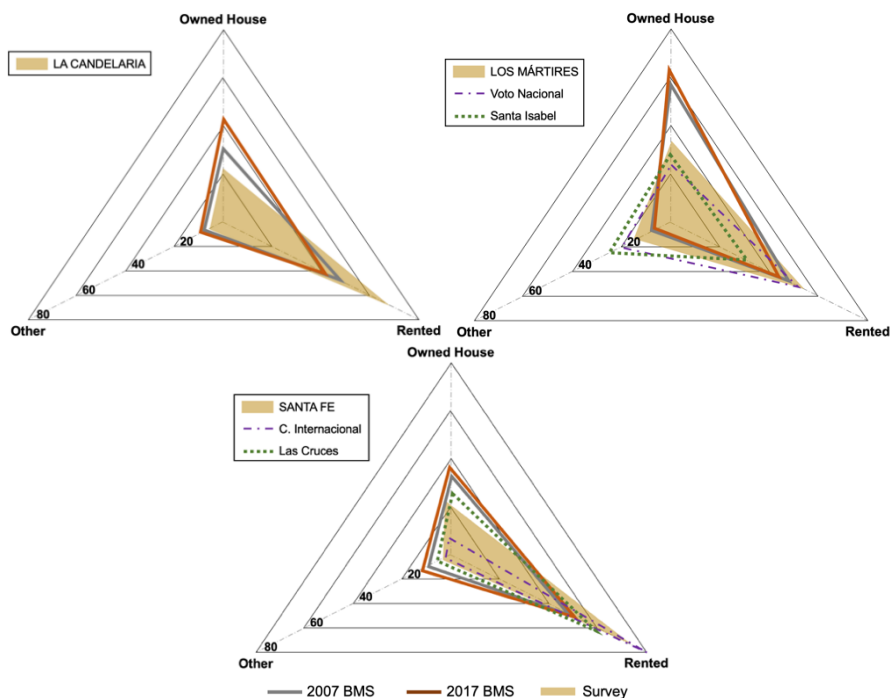 Owned House
LA CANDELARIA
20
40
60
80
Other
Rented
Owned House
LOS MÁRTIRES
Voto Nacional
Santa Isabel
20
40
60
80
Other
Rented
Owned House
SANTA FE
C. Internacional
Las Cruces
20
40
60
80
Other
Rented
2007 BMS
2017 BMS
Survey